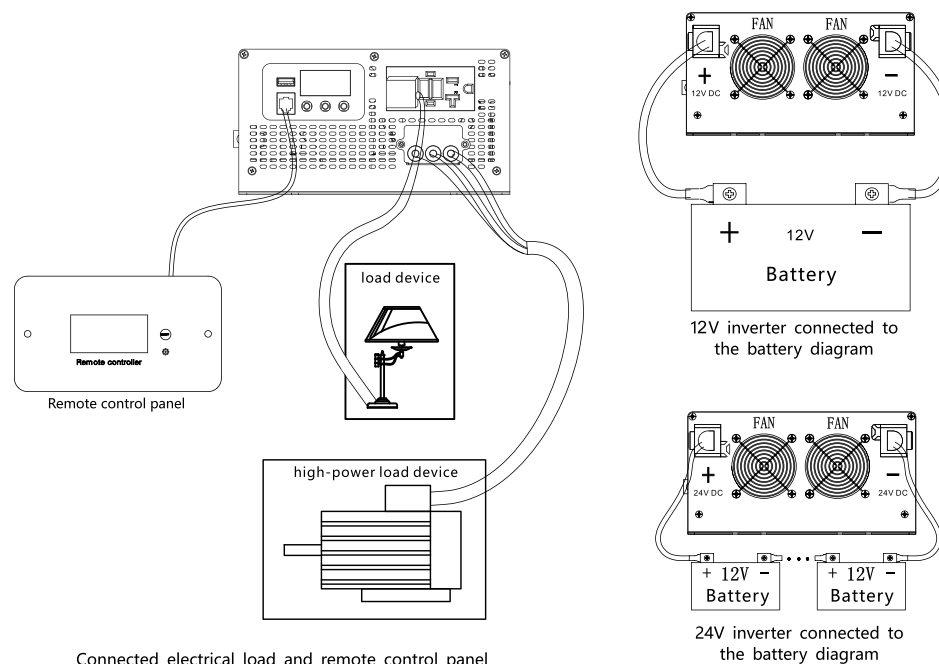 load device
Remote controller
Remote control panel
high-power load device
Connected electrical load and remote control panel
FAN FAN
+ −
12V DC 12V DC
+ 12V −
Battery
12V inverter connected to
the battery diagram
FAN FAN
+ −
24V DC 24V DC
+ 12V − + 12V −
Battery Battery
24V inverter connected to
the battery diagram